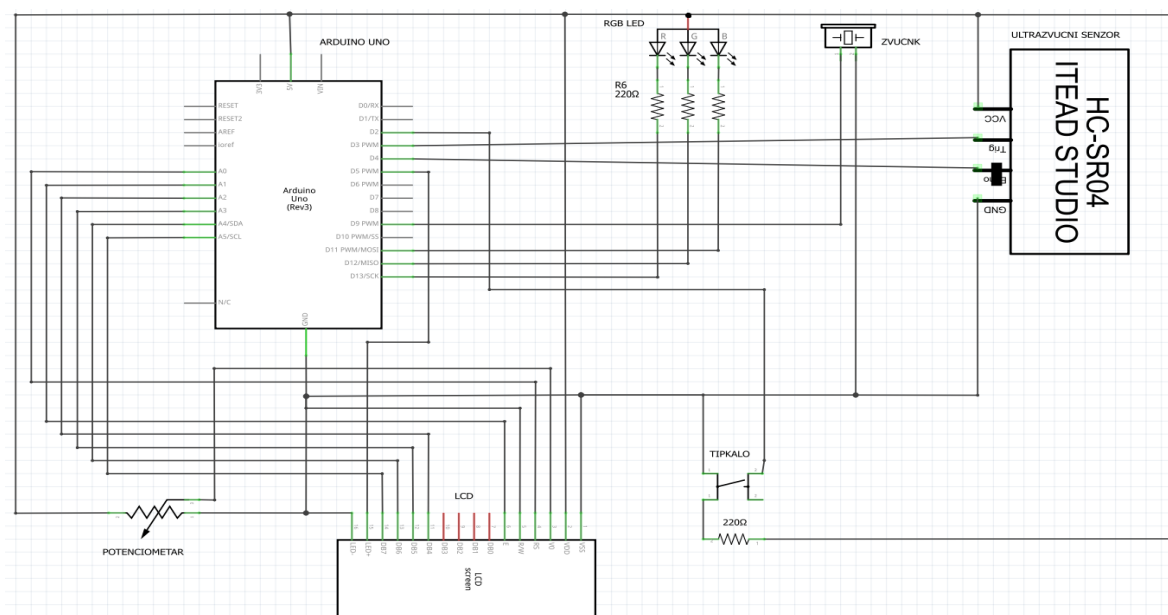 RGB LED
R
G
B
ZVUCNK
ULTRAZVUCNI SENZOR
ARDUINO UNO
3V3
5V
VIN
RESET
RESET2
AREF
ioref
A0
A1
A2
A3
A4/SDA
A5/SCL
N/C
Arduino
Uno
(Rev3)
D0/RX
D1/TX
D2
D3 PWM
D4
D5 PWM
D6 PWM
D7
D8
D9 PWM
D10 PWM/SS
D11 PWM/MOSI
D12/MISO
D13/SCK
GND
R6
220Ω
VCC
Trig
GND
HC-SR04
ITEAD STUDIO
TIPKALO
220Ω
POTENCIOMETAR
LCD
LED-
LED+
DB7
DB6
DB5
DB4
DB3
DB2
DB1
DB0
E
R/W
RS
V0
VDD
VSS
LCD
screen